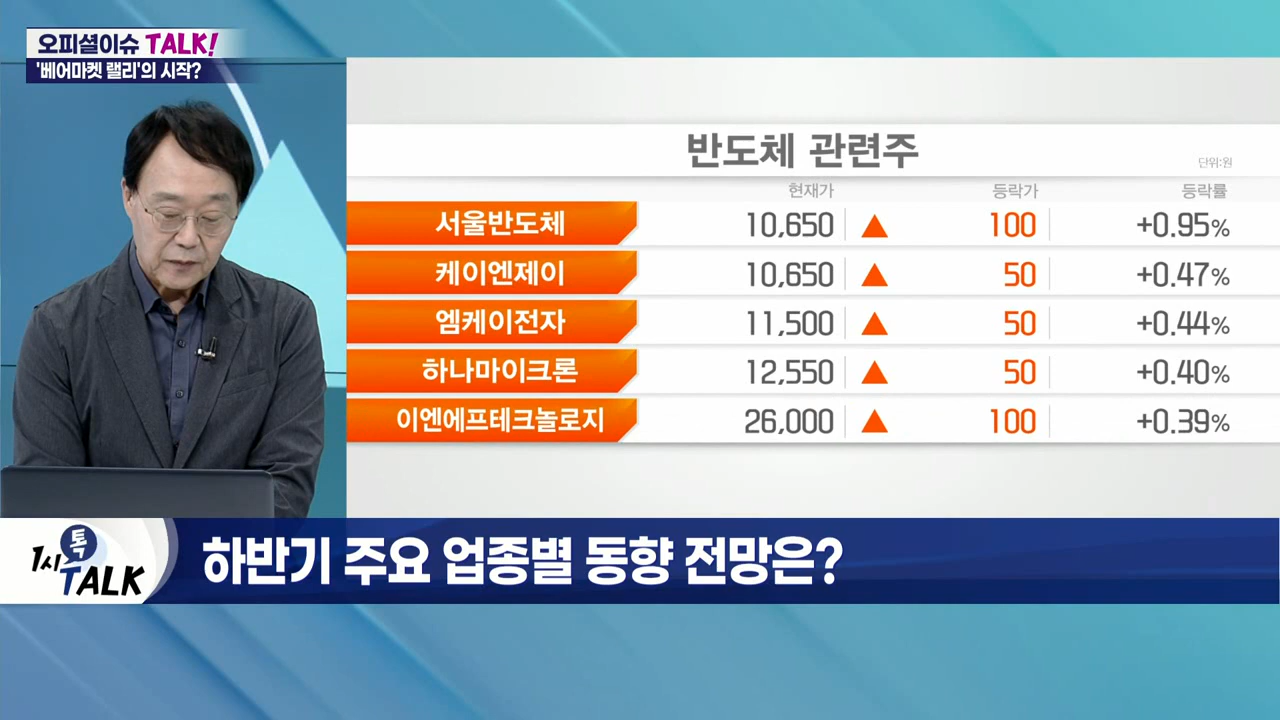 오피셜이슈 TALK!
'베어마켓 랠리'의 시작?
반도체 관련주
단위:원
현재가 등락가 등락률
서울반도체 10,650 ▲ 100 +0.95%
케이엔제이 10,650 ▲ 50 +0.47%
엠케이전자 11,500 ▲ 50 +0.44%
하나마이크론 12,550 ▲ 50 +0.40%
이엔에프테크놀로지 26,000 ▲ 100 +0.39%
1시 톡 TALK
하반기 주요 업종별 동향 전망은?